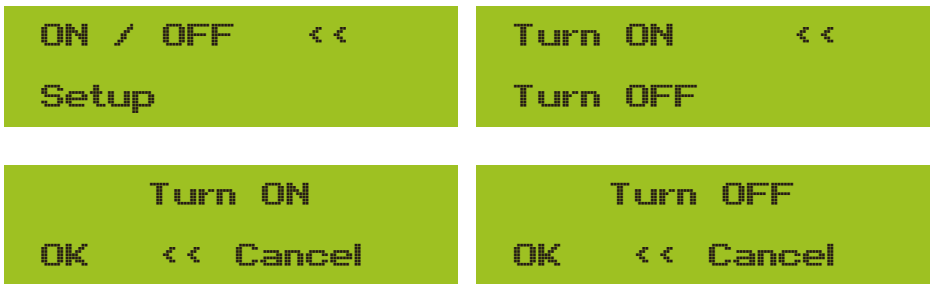 ON / OFF <<
Setup
Turn ON <<
Turn OFF
Turn ON
OK << Cancel
Turn OFF
OK << Cancel